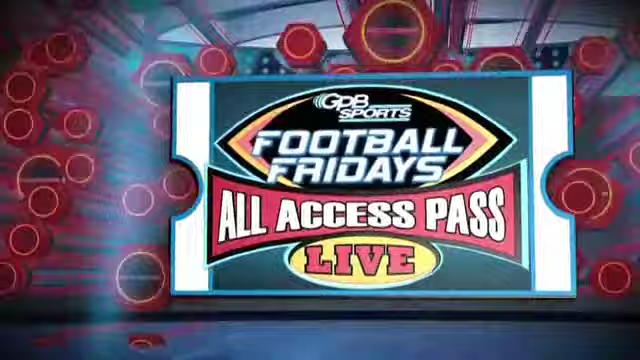 GPB
SPORTS
FOOTBALL
FRIDAYS
ALL ACCESS PASS
LIVE